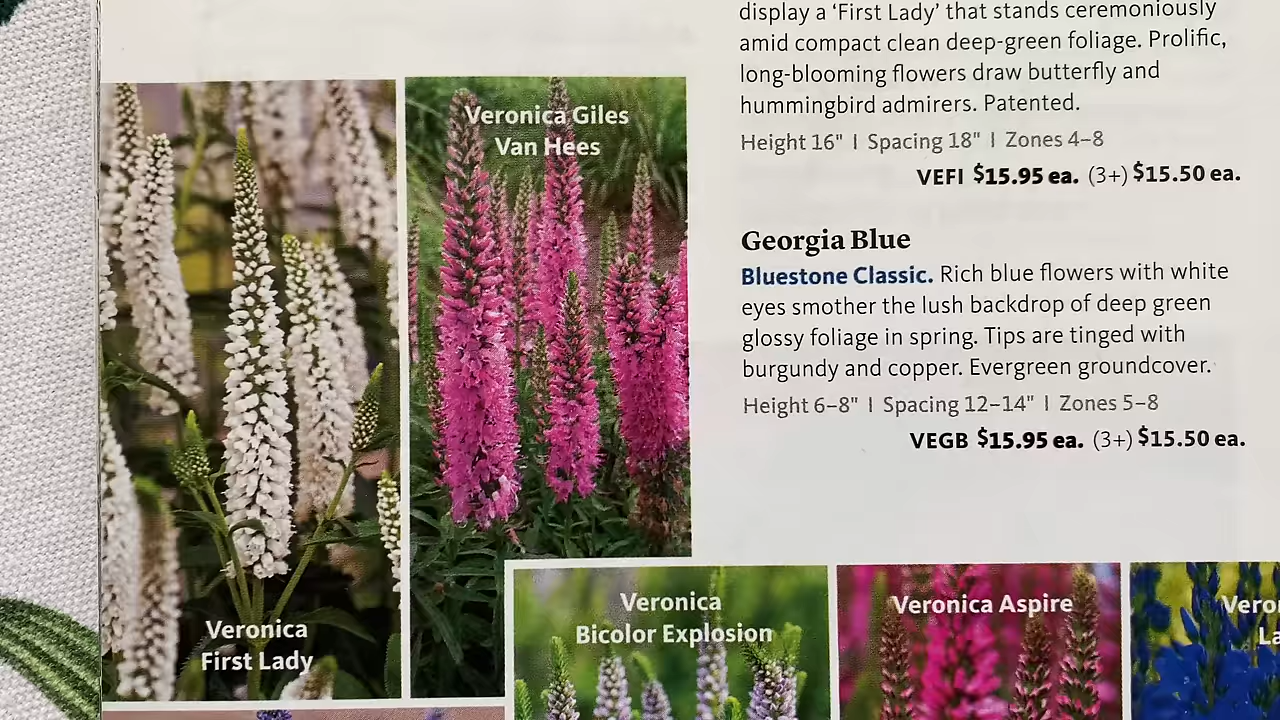 display a ‘First Lady’ that stands ceremoniously
amid compact clean deep-green foliage. Prolific,
long-blooming flowers draw butterfly and
hummingbird admirers. Patented.
Height 16" | Spacing 18" | Zones 4–8
VEFI $15.95 ea. (3+) $15.50 ea.
Georgia Blue
Bluestone Classic. Rich blue flowers with white
eyes smother the lush backdrop of deep green
glossy foliage in spring. Tips are tinged with
burgundy and copper. Evergreen groundcover.
Height 6–8" | Spacing 12–14" | Zones 5–8
VEGB $15.95 ea. (3+) $15.50 ea.
Veronica Giles
Van Hees
Veronica
First Lady
Veronica
Bicolor Explosion
Veronica Aspire